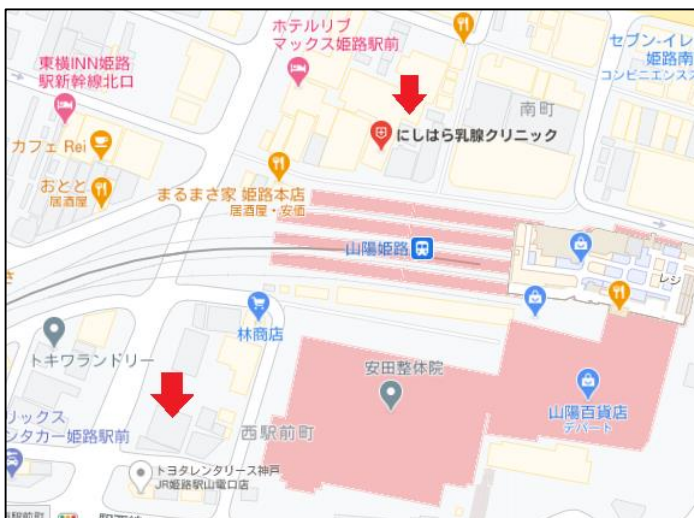 ホテルリブ
マックス姫路駅前
セブン-イレ
姫路南
コンビニエンスス
東横INN姫路
駅新幹線北口
南町
にしはら乳腺クリニック
カフェ Rei
おとと
居酒屋
まるまさ家 姫路本店
居酒屋・安価
山陽姫路
レジ
さ
林商店
トキワランドリー
安田整体院
山陽百貨店
デパート
リックス
ンタカー姫路駅前
西駅前町
トヨタレンタリース神戸
JR姫路駅山電口店